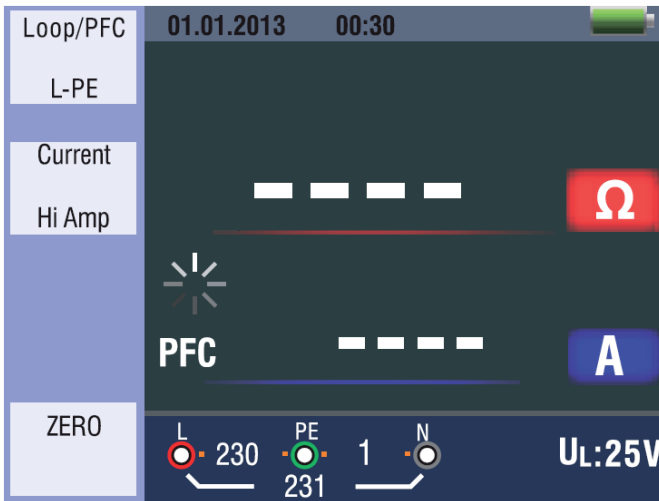 Loop/PFC
L-PE
01.01.2013 00:30
Current
Hi Amp
---- Ω
PFC ---- A
ZERO
L PE N
230 1
231
UL:25V